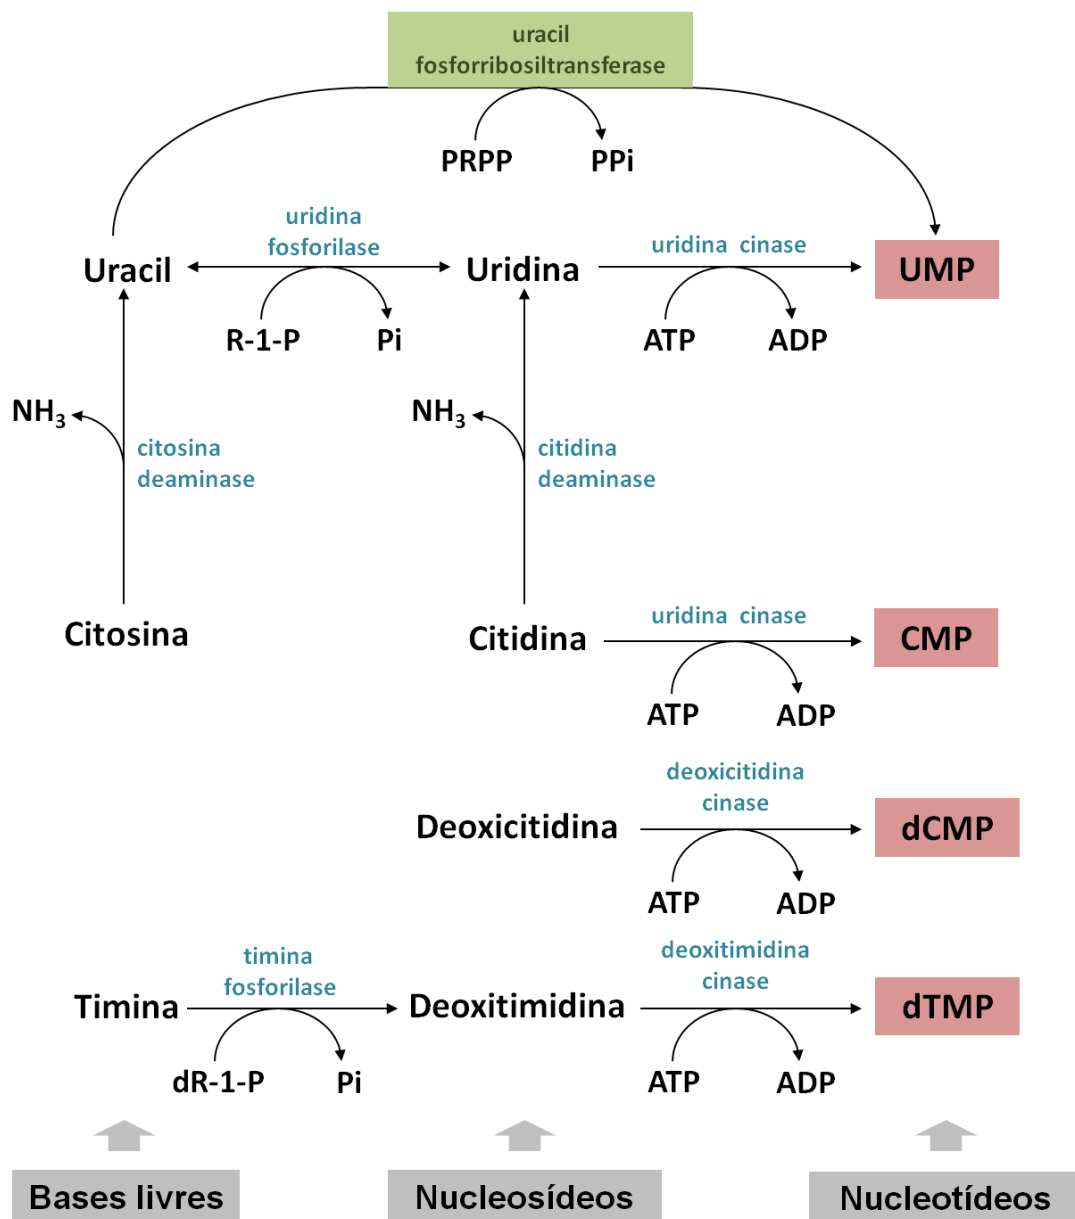 uracil
fosforribosiltransferase
PRPP
PPi
uridina
fosforilase
uridina cinase
Uracil
Uridina
UMP
R-1-P
Pi
ATP
ADP
NH3
NH3
citosina
deaminase
citidina
deaminase
uridina cinase
Citosina
Citidina
CMP
ATP
ADP
deoxicitidina
cinase
Deoxicitidina
dCMP
ATP
ADP
timina
fosforilase
deoxitimidina
cinase
Timina
Deoxitimidina
dTMP
dR-1-P
Pi
ATP
ADP
Bases livres
Nucleosídeos
Nucleotídeos